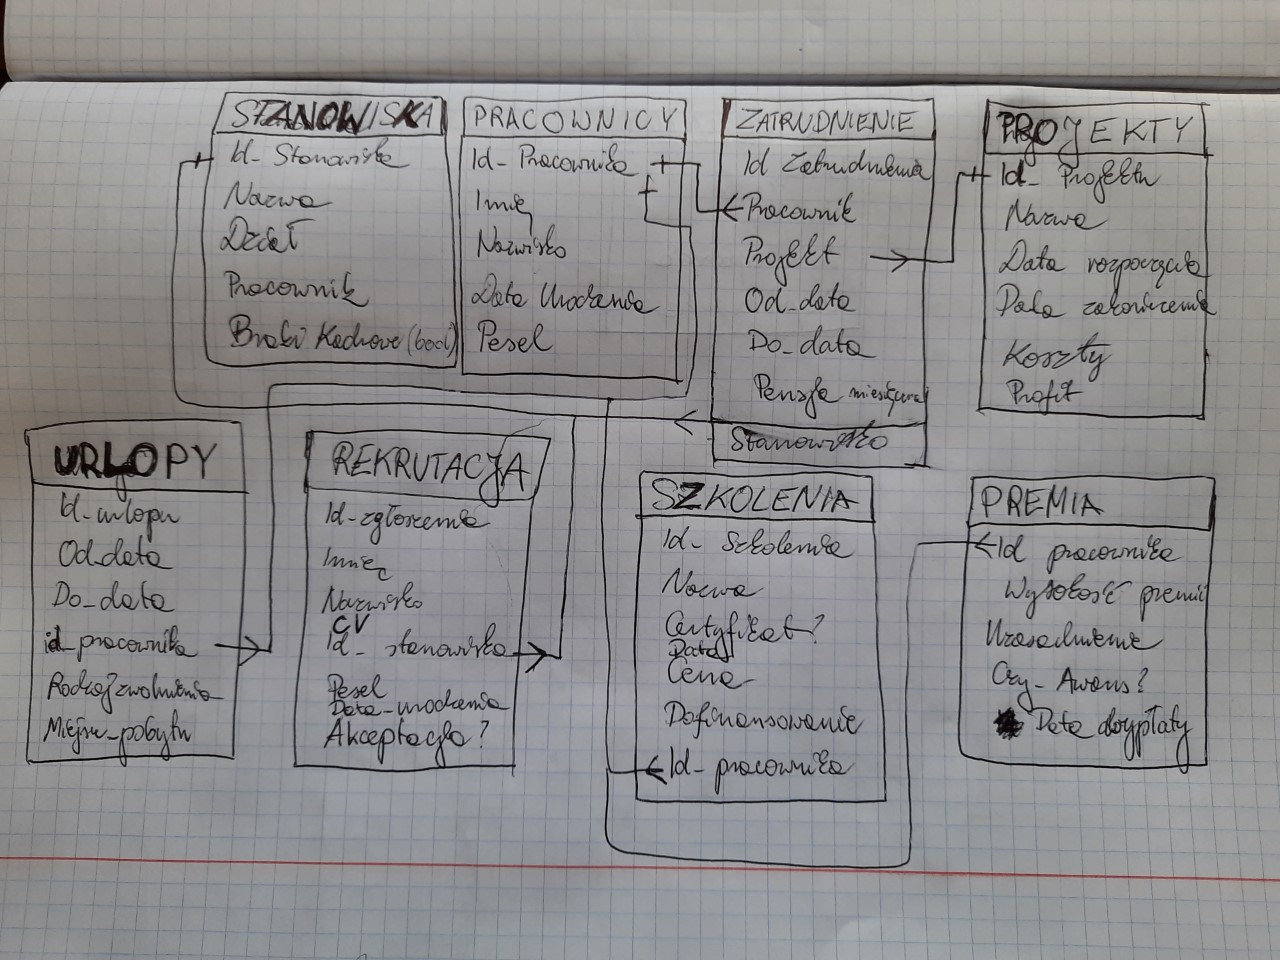 STANOWISKA
Id_Stanowiska
Nazwa
Dział
Pracownik
Braki Kadrowe (bool)
PRACOWNICY
Id_Pracownika
Imię
Nazwisko
Data Urodzenia
Pesel
ZATRUDNIENIE
Id Zatrudnienia
Pracownik
Projekt
Od_data
Do_data
Pensja miesięczna
Stanowisko
PROJEKTY
Id_Projektu
Nazwa
Data rozpoczęcia
Data zakończenia
Koszty
Profit
URLOPY
Id_urlopu
Od_data
Do_data
id_pracownika
Rodzaj zwolnienia
Miejsce_pobytu
REKRUTACJA
Id_zgłoszenia
Imię
Nazwisko
CV
Id_stanowiska
Pesel
Data_urodzenia
Akceptacja?
SZKOLENIA
Id_Szkolenia
Nazwa
Certyfikat?
Data
Cena
Dofinansowanie
Id_pracownika
PREMIA
Id pracownika
Wysokość premii
Uzasadnienie
Czy_Awans?
Data wypłaty